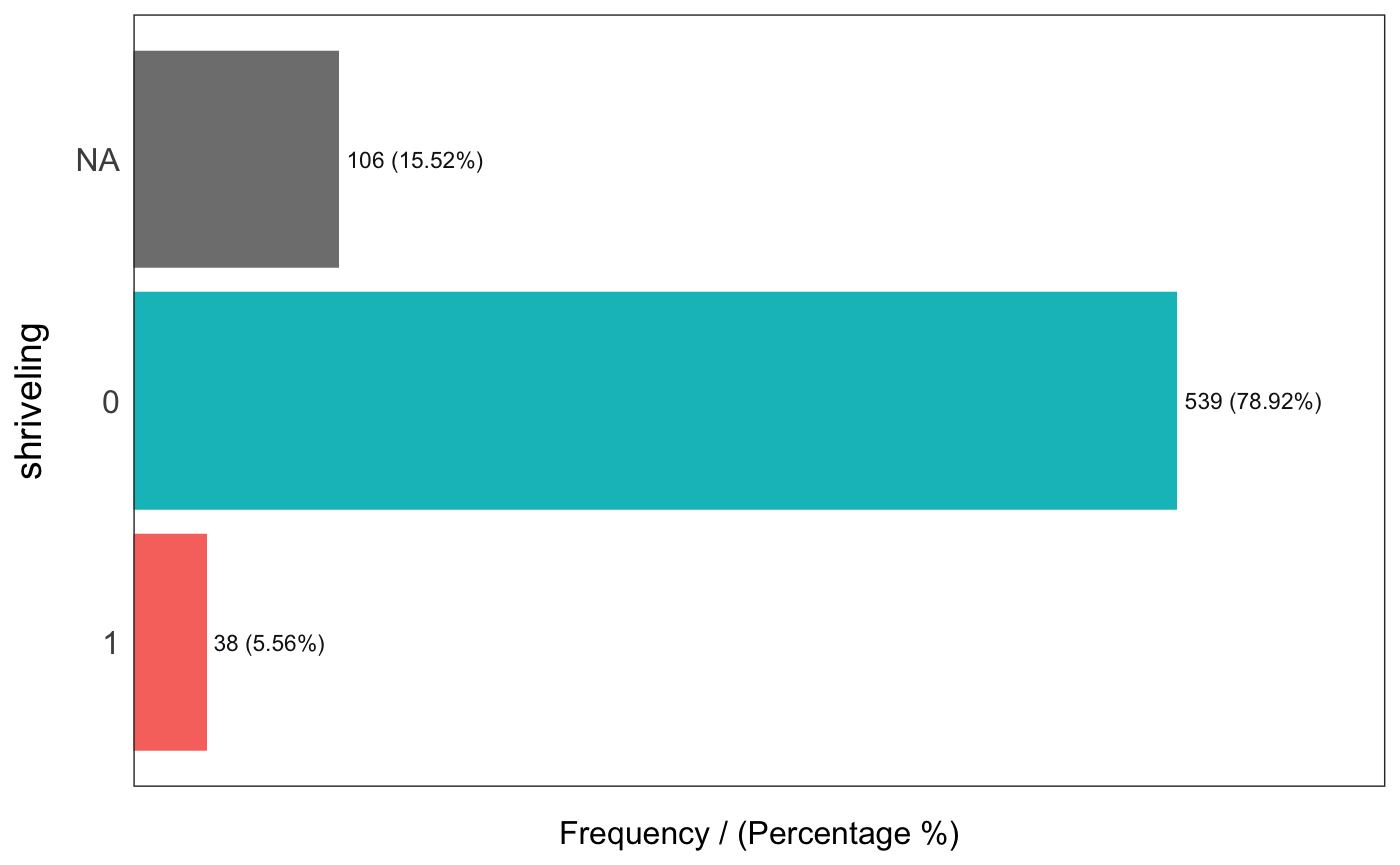 NA
106 (15.52%)
shriveling
0
539 (78.92%)
1
38 (5.56%)
Frequency / (Percentage %)